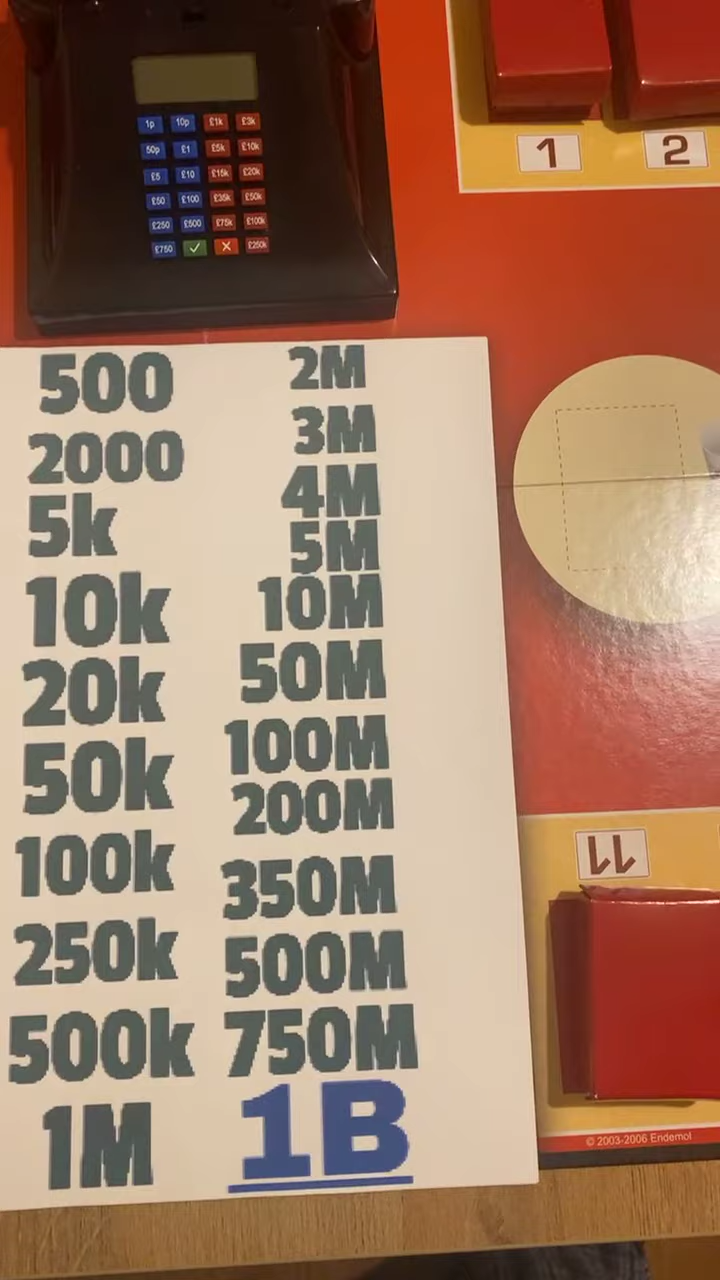 1p 10p £1k £3k
50p £1 £5k £10k
£5 £10 £15k £20k
£50 £100 £35k £50k
£250 £500 £75k £100k
£750 £250k
1 2
500 2M
2000 3M
5k 4M
5M
10k 10M
20k 50M
50k 100M
200M
100k 350M
250k 500M
500k 750M
1M 1B
11
© 2003-2006 Endemol